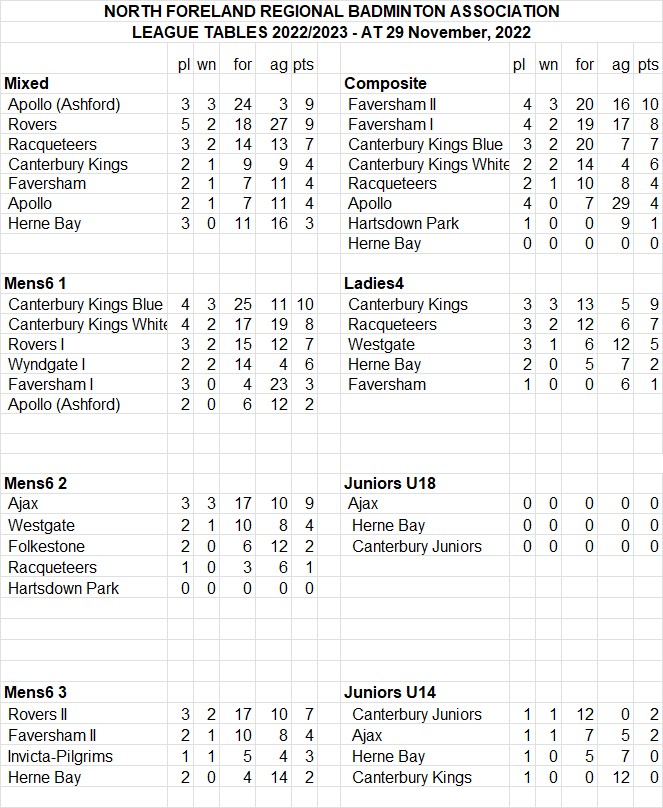 NORTH FORELAND REGIONAL BADMINTON ASSOCIATION
LEAGUE TABLES 2022/2023 - AT 29 November, 2022
pl wn for ag pts
Mixed
Apollo (Ashford) 3 3 24 3 9
Rovers 5 2 18 27 9
Racqueteers 3 2 14 13 7
Canterbury Kings 2 1 9 9 4
Faversham 2 1 7 11 4
Apollo 2 1 7 11 4
Herne Bay 3 0 11 16 3
pl wn for ag pts
Composite
Faversham II 4 3 20 16 10
Faversham I 4 2 19 17 8
Canterbury Kings Blue 3 2 20 7 7
Canterbury Kings White 2 2 14 4 6
Racqueteers 2 1 10 8 4
Apollo 4 0 7 29 4
Hartsdown Park 1 0 0 9 1
Herne Bay 0 0 0 0 0
Mens6 1
Canterbury Kings Blue 4 3 25 11 10
Canterbury Kings White 4 2 17 19 8
Rovers I 3 2 15 12 7
Wyndgate I 2 2 14 4 6
Faversham I 3 0 4 23 3
Apollo (Ashford) 2 0 6 12 2
Ladies4
Canterbury Kings 3 3 13 5 9
Racqueteers 3 2 12 6 7
Westgate 3 1 6 12 5
Herne Bay 2 0 5 7 2
Faversham 1 0 0 6 1
Mens6 2
Ajax 3 3 17 10 9
Westgate 2 1 10 8 4
Folkestone 2 0 6 12 2
Racqueteers 1 0 3 6 1
Hartsdown Park 0 0 0 0 0
Juniors U18
Ajax 0 0 0 0 0
Herne Bay 0 0 0 0 0
Canterbury Juniors 0 0 0 0 0
Mens6 3
Rovers II 3 2 17 10 7
Faversham II 2 1 10 8 4
Invicta-Pilgrims 1 1 5 4 3
Herne Bay 2 0 4 14 2
Juniors U14
Canterbury Juniors 1 1 12 0 2
Ajax 1 1 7 5 2
Herne Bay 1 0 5 7 0
Canterbury Kings 1 0 0 12 0